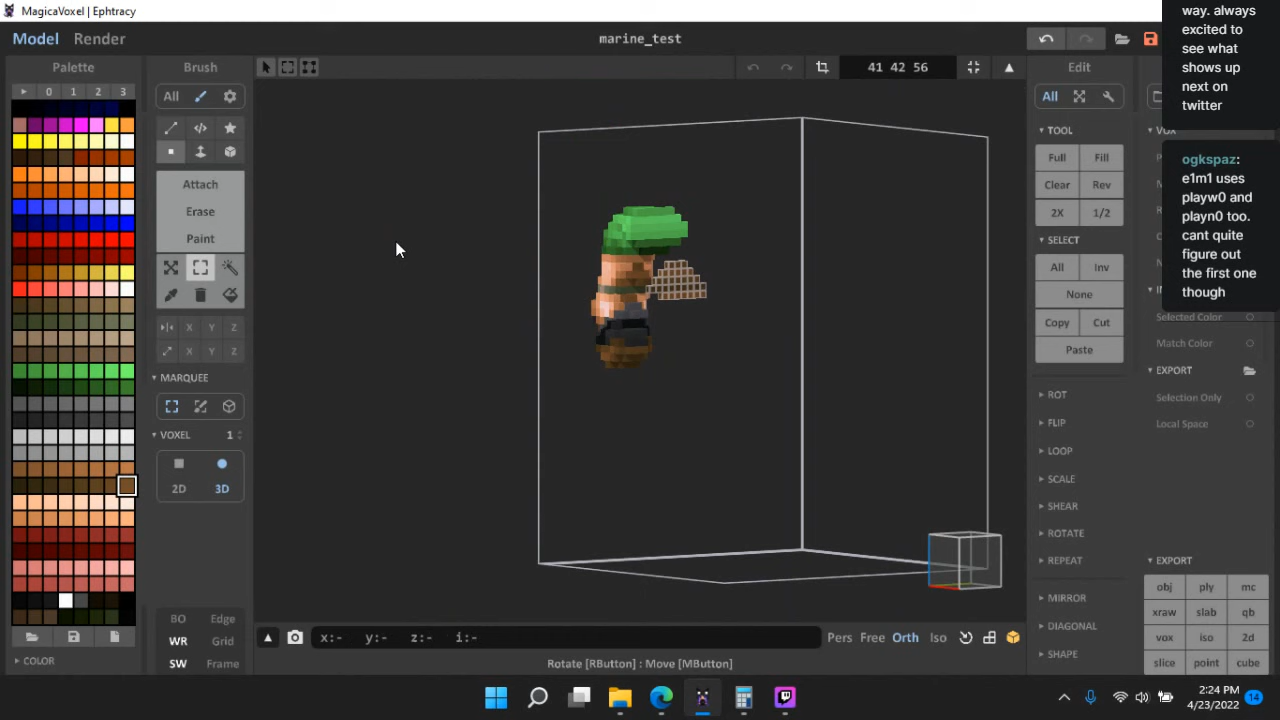 MagicaVoxel | Ephtracy
Model Render
marine_test
Palette
0 1 2 3
COLOR
Brush
All
Attach
Erase
Paint
X Y Z
X Y Z
MARQUEE
VOXEL 1
2D 3D
BO Edge
WR Grid
SW Frame
41 42 56
x:- y:- z:- i:-
Pers Free Orth Iso
Rotate [RButton] : Move [MButton]
Edit
All
TOOL
Full Fill
Clear Rev
2X 1/2
SELECT
All Inv
None
Copy Cut
Paste
ROT
FLIP
LOOP
SCALE
SHEAR
ROTATE
REPEAT
MIRROR
DIAGONAL
SHAPE
way. always
excited to
see what
shows up
next on
twitter
VOX
ogkspaz:
e1m1 uses
playw0 and
playn0 too.
cant quite
figure out
the first one
though
Selected Color
Match Color
EXPORT
Selection Only
Local Space
EXPORT
obj ply mc
xraw slab qb
vox iso 2d
slice point cube
2:24 PM
4/23/2022
14